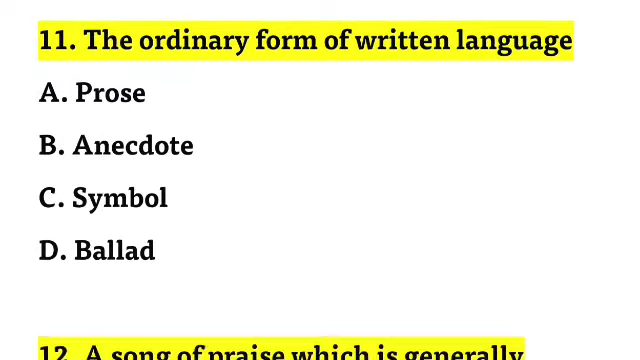 11. The ordinary form of written language
A. Prose
B. Anecdote
C. Symbol
D. Ballad
12. A song of praise which is generally